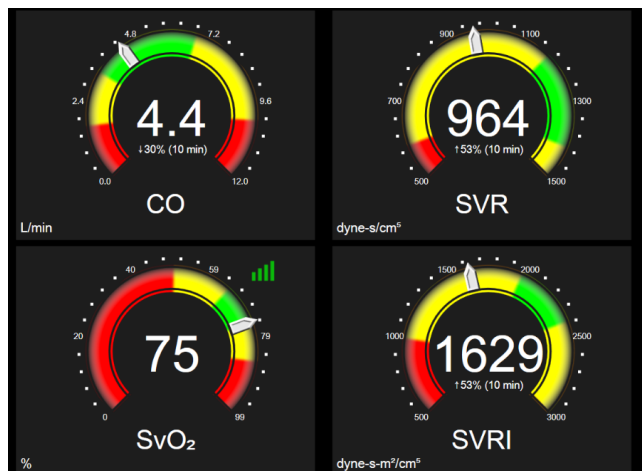 4.8 7.2
2.4 9.6
4.4
↓30% (10 min)
0.0 12.0
CO
L/min
900 1100
700 1300
964
↑53% (10 min)
500 1500
SVR
dyne-s/cm⁵
40 59
20 79
75
0 99
SvO₂
%
1500 2000
1000 2500
1629
↑53% (10 min)
500 3000
SVRI
dyne-s-m²/cm⁵